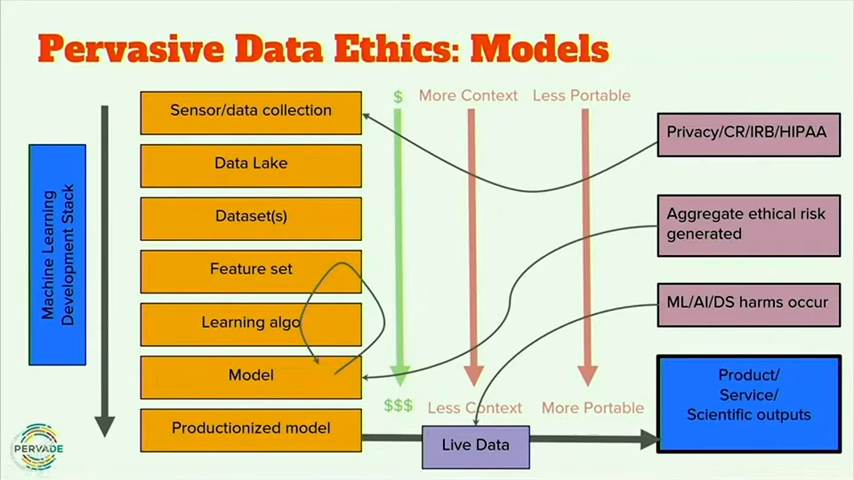 Pervasive Data Ethics: Models
Sensor/data collection
Data Lake
Dataset(s)
Feature set
Learning algo
Model
Productionized model
Machine Learning
Development Stack
$
More Context
Less Portable
$$$
Less Context
More Portable
Live Data
Privacy/CR/IRB/HIPAA
Aggregate ethical risk
generated
ML/AI/DS harms occur
Product/
Service/
Scientific outputs
PERVADE